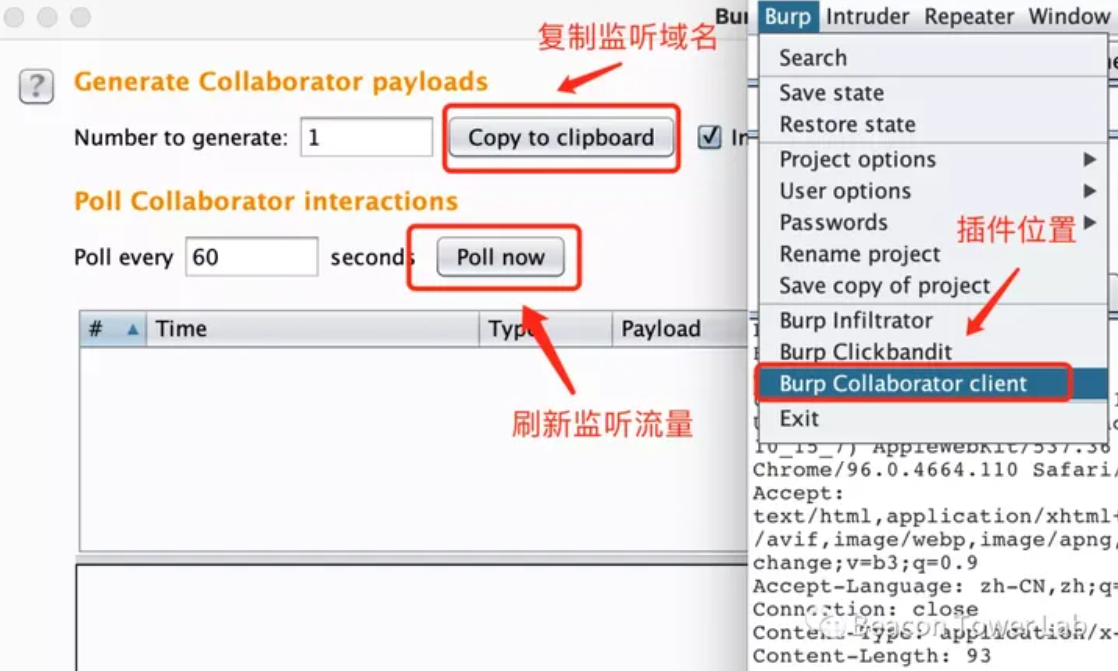 Burp Intruder Repeater Window
复制监听域名
Generate Collaborator payloads
Number to generate: 1 Copy to clipboard
Poll Collaborator interactions
Poll every 60 seconds Poll now
# Time Type Payload
刷新监听流量
Search
Save state
Restore state
Project options
User options
Passwords
插件位置
Rename project
Save copy of project
Burp Infiltrator
Burp Clickbandit
Burp Collaborator client
Exit
10_15_7) AppleWebKit/537.36
Chrome/96.0.4664.110 Safari/
Accept:
text/html,application/xhtml+
/avif,image/webp,image/apng,
change;v=b3;q=0.9
Accept-Language: zh-CN,zh;q=
Connection: close
Content-Type: application/x-
Beacon Tower Lab
Content-Length: 93